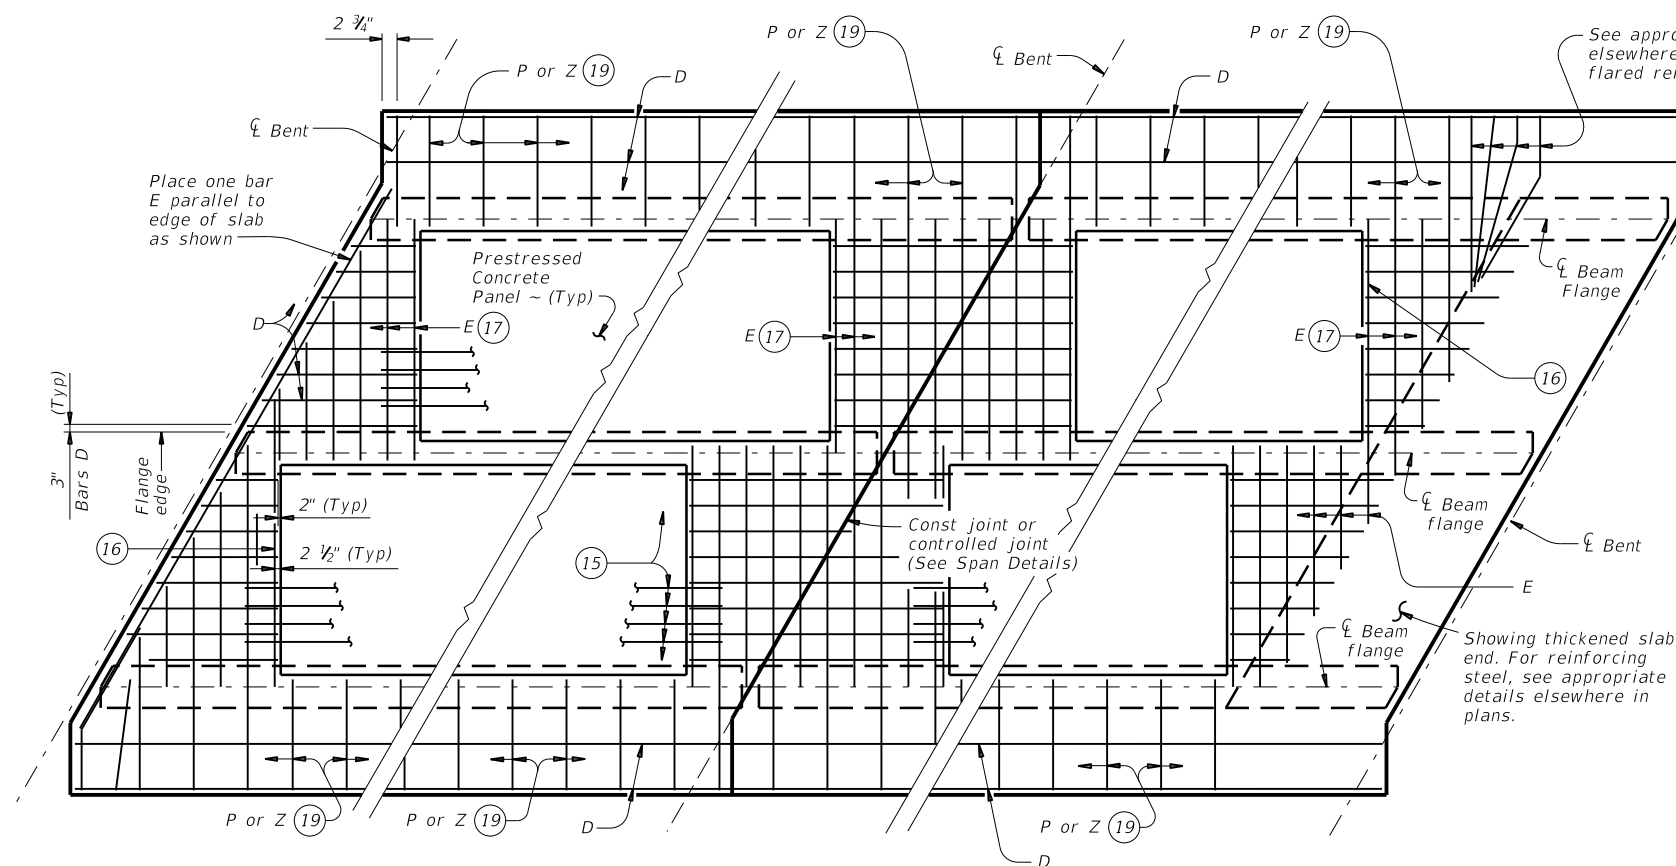 2 3/4"
P or Z 19
D
P or Z 19
℄ Bent
P or Z 19
D
See
elsewhere
flared
℄ Bent
Place one bar
E parallel to
edge of slab
as shown
Prestressed
Concrete
Panel ~ (Typ)
℄ Beam
Flange
D
E 17
E 17
E 17
16
(Typ)
3"
Bars D
Flange
edge
2" (Typ)
16
2 1/2" (Typ)
15
Const joint or
controlled joint
(See Span Details)
℄ Beam
flange
℄ Bent
E
℄ Beam
flange
Showing thickened slab
end. For reinforcing
steel, see appropriate
details elsewhere in
plans.
P or Z 19
P or Z 19
D
P or Z 19
D